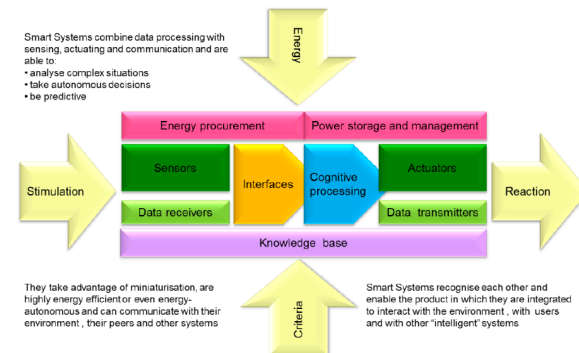 Smart Systems combine data processing with
sensing, actuating and communication and are
able to:
• analyse complex situations
• take autonomous decisions
• be predictive
Energy
Energy procurement
Power storage and management
Stimulation
Sensors
Interfaces
Cognitive
processing
Actuators
Reaction
Data receivers
Data transmitters
Knowledge base
They take advantage of miniaturisation, are
highly energy efficient or even energy-
autonomous and can communicate with their
environment , their peers and other systems
Criteria
Smart Systems recognise each other and
enable the product in which they are integrated
to interact with the environment , with users
and with other “intelligent” systems